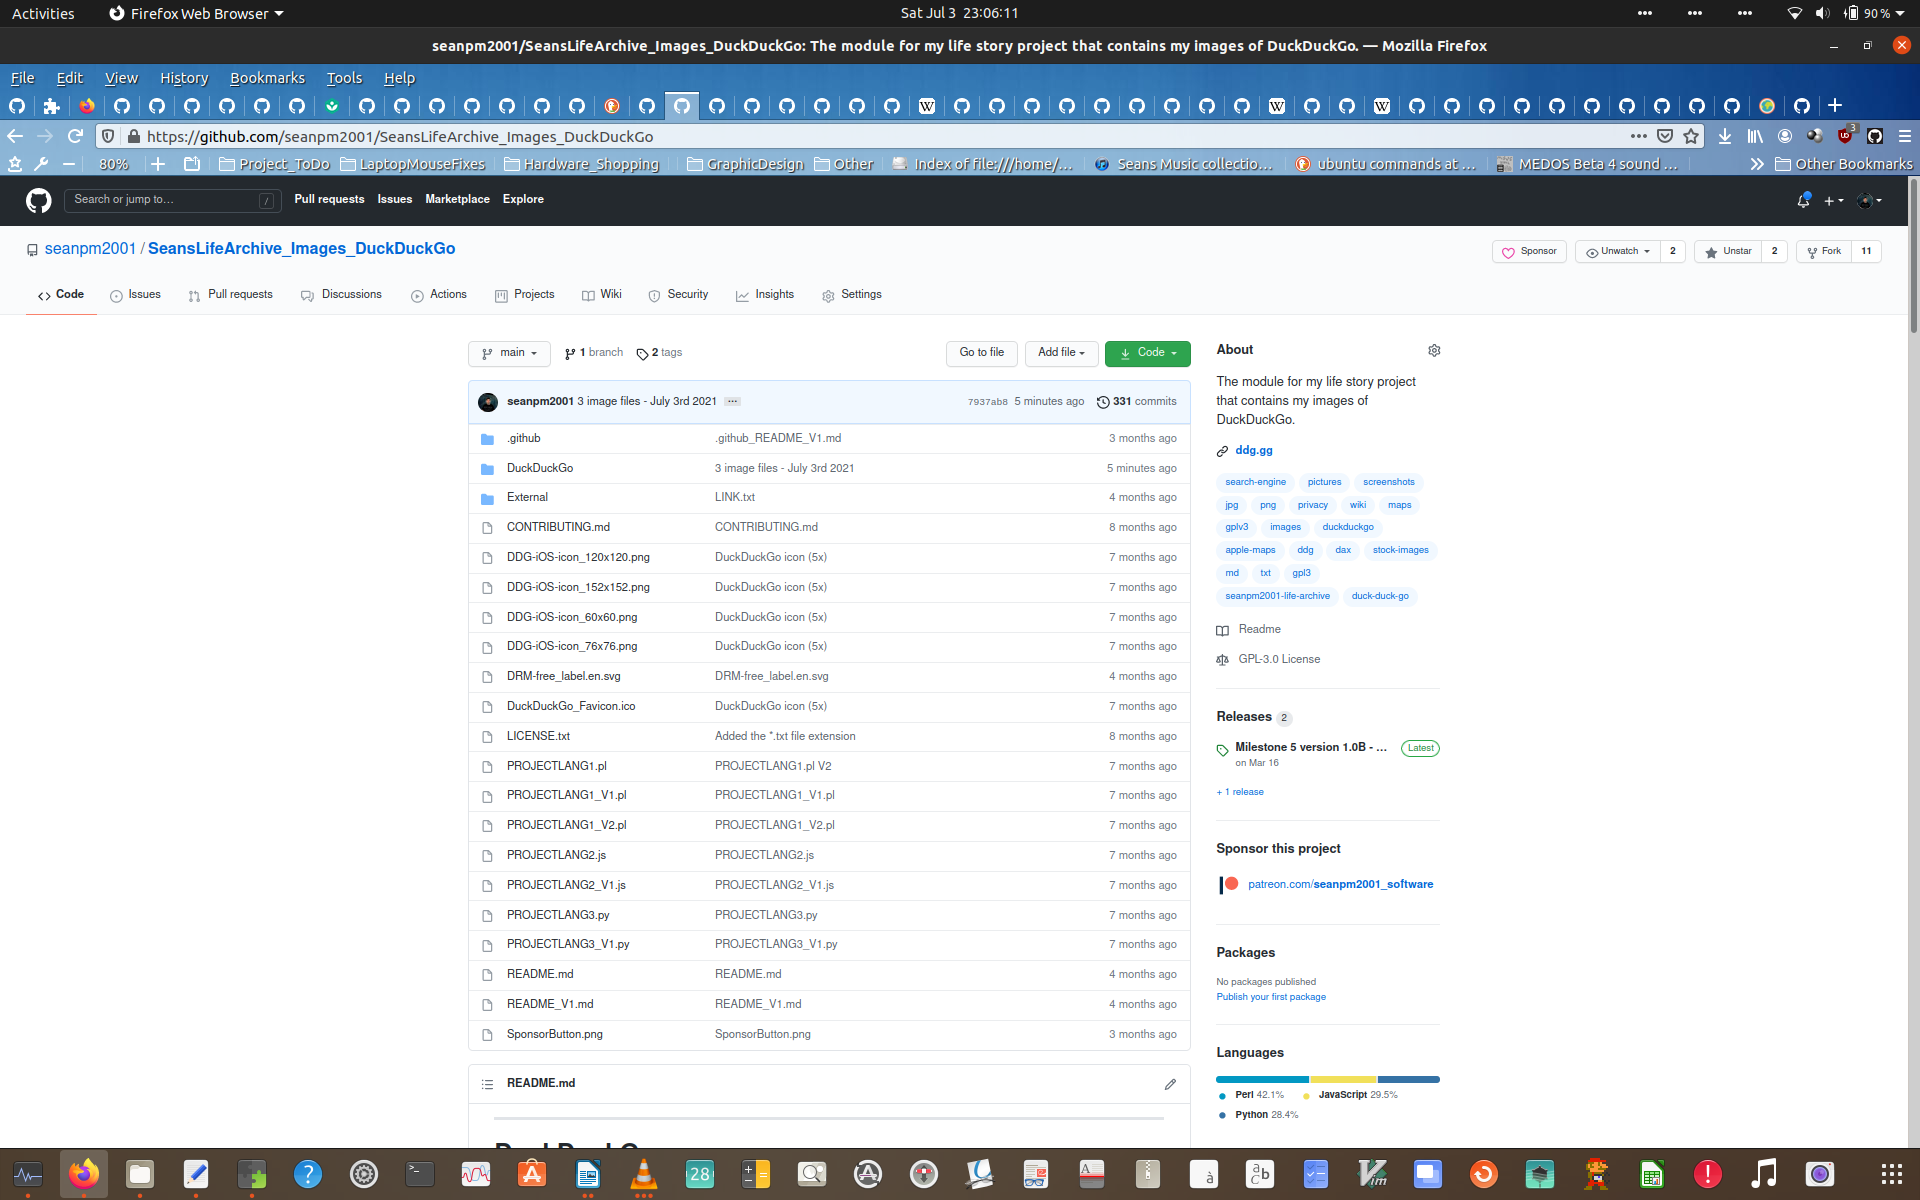 Activities Firefox Web Browser Sat Jul 3 23:06:11 90 %
seanpm2001/SeansLifeArchive_Images_DuckDuckGo: The module for my life story project that contains my images of DuckDuckGo. — Mozilla Firefox
File Edit View History Bookmarks Tools Help
https://github.com/seanpm2001/SeansLifeArchive_Images_DuckDuckGo 3
80% Project_ToDo LaptopMouseFixes Hardware_Shopping GraphicDesign Other Index of file:///home/... Seans Music collectio... ubuntu commands at ... MEDOS Beta 4 sound ... Other Bookmarks
Search or jump to... / Pull requests Issues Marketplace Explore
seanpm2001 / SeansLifeArchive_Images_DuckDuckGo Sponsor Unwatch 2 Unstar 2 Fork 11
Code Issues Pull requests Discussions Actions Projects Wiki Security Insights Settings
main 1 branch 2 tags Go to file Add file Code
seanpm2001 3 image files - July 3rd 2021 ... 7937ab8 5 minutes ago 331 commits
.github .github_README_V1.md 3 months ago
DuckDuckGo 3 image files - July 3rd 2021 5 minutes ago
External LINK.txt 4 months ago
CONTRIBUTING.md CONTRIBUTING.md 8 months ago
DDG-iOS-icon_120x120.png DuckDuckGo icon (5x) 7 months ago
DDG-iOS-icon_152x152.png DuckDuckGo icon (5x) 7 months ago
DDG-iOS-icon_60x60.png DuckDuckGo icon (5x) 7 months ago
DDG-iOS-icon_76x76.png DuckDuckGo icon (5x) 7 months ago
DRM-free_label.en.svg DRM-free_label.en.svg 4 months ago
DuckDuckGo_Favicon.ico DuckDuckGo icon (5x) 7 months ago
LICENSE.txt Added the *.txt file extension 8 months ago
PROJECTLANG1.pl PROJECTLANG1.pl V2 7 months ago
PROJECTLANG1_V1.pl PROJECTLANG1_V1.pl 7 months ago
PROJECTLANG1_V2.pl PROJECTLANG1_V2.pl 7 months ago
PROJECTLANG2.js PROJECTLANG2.js 7 months ago
PROJECTLANG2_V1.js PROJECTLANG2_V1.js 7 months ago
PROJECTLANG3.py PROJECTLANG3.py 7 months ago
PROJECTLANG3_V1.py PROJECTLANG3_V1.py 7 months ago
README.md README.md 4 months ago
README_V1.md README_V1.md 4 months ago
SponsorButton.png SponsorButton.png 3 months ago
README.md
About
The module for my life story project
that contains my images of
DuckDuckGo.
ddg.gg
search-engine pictures screenshots
jpg png privacy wiki maps
gplv3 images duckduckgo
apple-maps ddg dax stock-images
md txt gpl3
seanpm2001-life-archive duck-duck-go
Readme
GPL-3.0 License
Releases 2
Milestone 5 version 1.0B - ... Latest
on Mar 16
+ 1 release
Sponsor this project
patreon.com/seanpm2001_software
Packages
No packages published
Publish your first package
Languages
Perl 42.1% JavaScript 29.5%
Python 28.4%
28